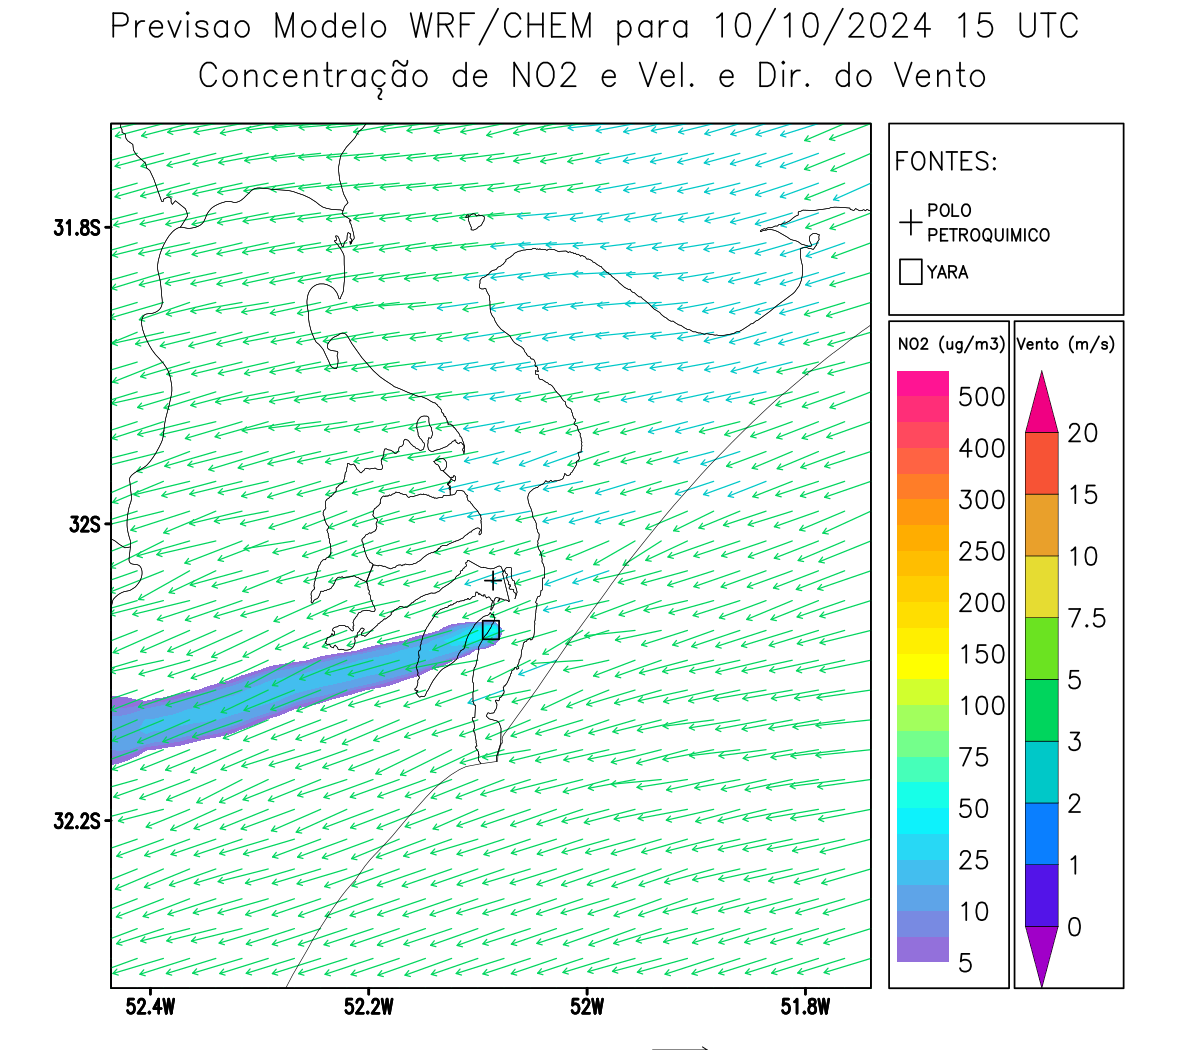 Previsao Modelo WRF/CHEM para 10/10/2024 15 UTC
Concentração de NO2 e Vel. e Dir. do Vento
FONTES:
POLO
PETROQUIMICO
YARA
NO2 (ug/m3)
500
400
300
250
200
150
100
75
50
25
10
5
Vento (m/s)
20
15
10
7.5
5
3
2
1
0
31.8S
32S
32.2S
52.4W
52.2W
52W
51.8W